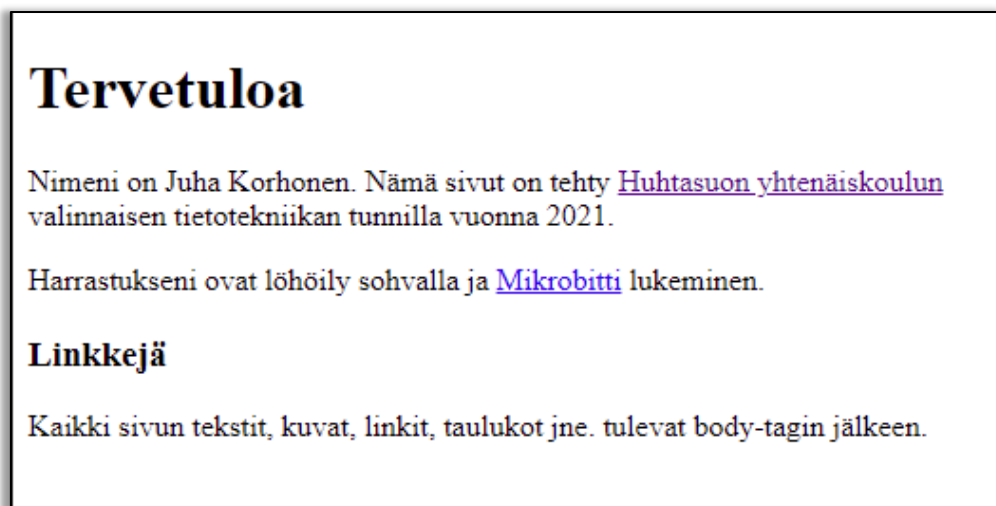 Tervetuloa
Nimeni on Juha Korhonen. Nämä sivut on tehty Huhtasuon yhtenäiskoulun
valinnaisen tietotekniikan tunnilla vuonna 2021.
Harrastukseni ovat löhöily sohvalla ja Mikrobitti lukeminen.
Linkkejä
Kaikki sivun tekstit, kuvat, linkit, taulukot jne. tulevat body-tagin jälkeen.